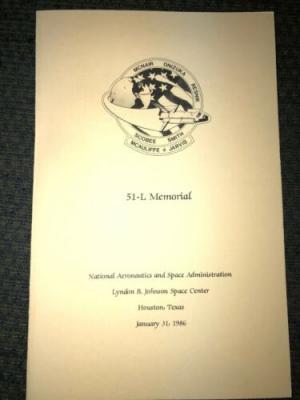 McNAIR ONIZUKA RESNIK
SCOBEE SMITH
McAULIFFE JARVIS
51-L Memorial
National Aeronautics and Space Administration
Lyndon B. Johnson Space Center
Houston, Texas
January 31, 1986